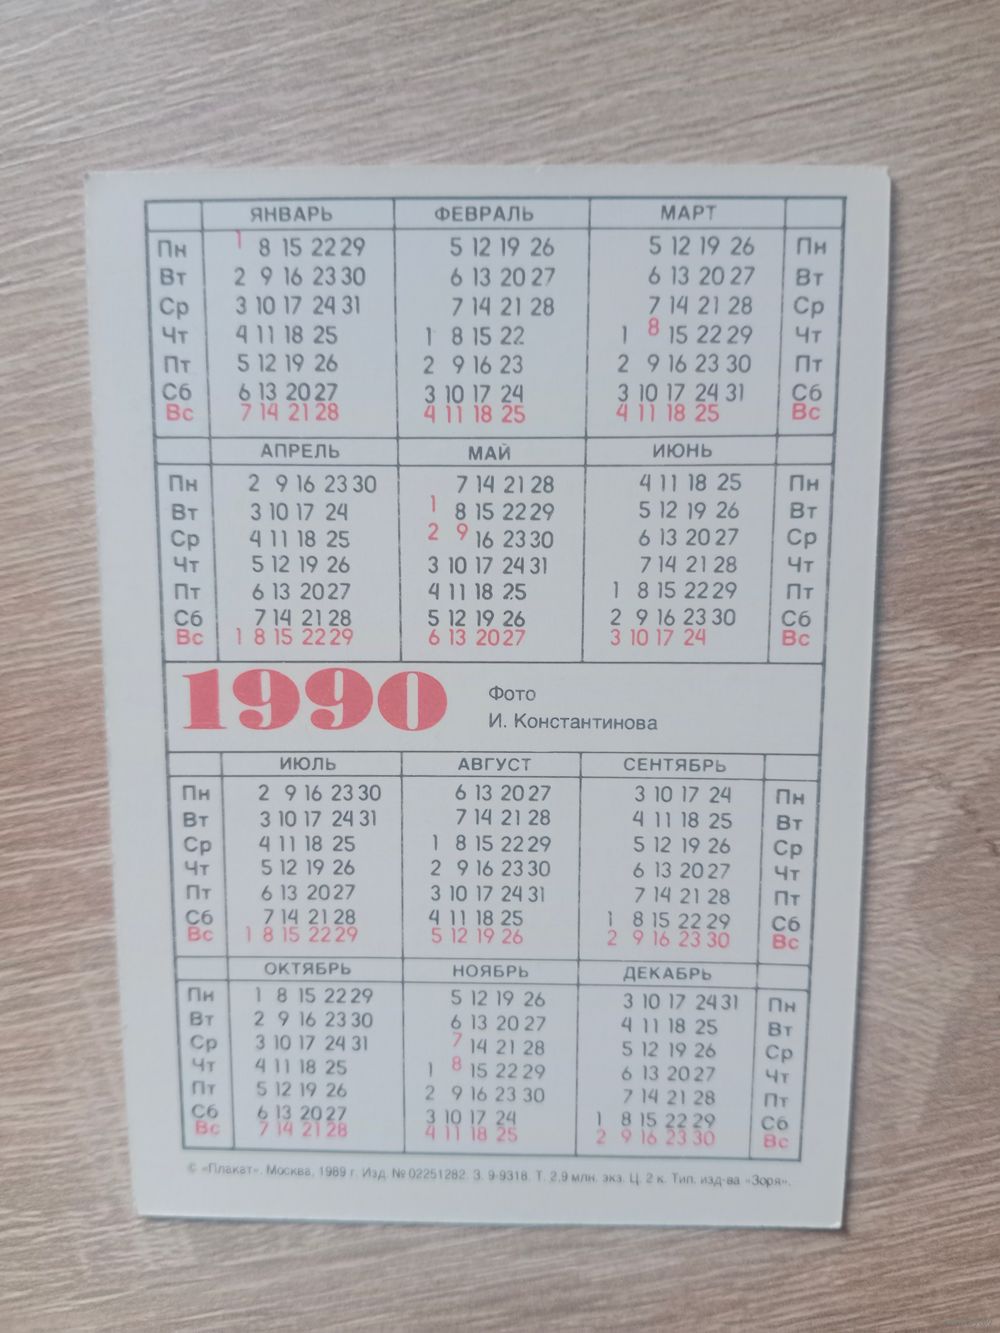 ЯНВАРЬ ФЕВРАЛЬ МАРТ
Пн 1 8 15 22 29 5 12 19 26 5 12 19 26 Пн
Вт 2 9 16 23 30 6 13 20 27 6 13 20 27 Вт
Ср 3 10 17 24 31 7 14 21 28 7 14 21 28 Ср
Чт 4 11 18 25 1 8 15 22 1 8 15 22 29 Чт
Пт 5 12 19 26 2 9 16 23 2 9 16 23 30 Пт
Сб 6 13 20 27 3 10 17 24 3 10 17 24 31 Сб
Вс 7 14 21 28 4 11 18 25 4 11 18 25 Вс
АПРЕЛЬ МАЙ ИЮНЬ
Пн 2 9 16 23 30 7 14 21 28 4 11 18 25 Пн
Вт 3 10 17 24 1 8 15 22 29 5 12 19 26 Вт
Ср 4 11 18 25 2 9 16 23 30 6 13 20 27 Ср
Чт 5 12 19 26 3 10 17 24 31 7 14 21 28 Чт
Пт 6 13 20 27 4 11 18 25 1 8 15 22 29 Пт
Сб 7 14 21 28 5 12 19 26 2 9 16 23 30 Сб
Вс 1 8 15 22 29 6 13 20 27 3 10 17 24 Вс
1990
Фото
И. Константинова
ИЮЛЬ АВГУСТ СЕНТЯБРЬ
Пн 2 9 16 23 30 6 13 20 27 3 10 17 24 Пн
Вт 3 10 17 24 31 7 14 21 28 4 11 18 25 Вт
Ср 4 11 18 25 1 8 15 22 29 5 12 19 26 Ср
Чт 5 12 19 26 2 9 16 23 30 6 13 20 27 Чт
Пт 6 13 20 27 3 10 17 24 31 7 14 21 28 Пт
Сб 7 14 21 28 4 11 18 25 1 8 15 22 29 Сб
Вс 1 8 15 22 29 5 12 19 26 2 9 16 23 30 Вс
ОКТЯБРЬ НОЯБРЬ ДЕКАБРЬ
Пн 1 8 15 22 29 5 12 19 26 3 10 17 24 31 Пн
Вт 2 9 16 23 30 6 13 20 27 4 11 18 25 Вт
Ср 3 10 17 24 31 7 14 21 28 5 12 19 26 Ср
Чт 4 11 18 25 1 8 15 22 29 6 13 20 27 Чт
Пт 5 12 19 26 2 9 16 23 30 7 14 21 28 Пт
Сб 6 13 20 27 3 10 17 24 1 8 15 22 29 Сб
Вс 7 14 21 28 4 11 18 25 2 9 16 23 30 Вс
© «Плакат». Москва, 1989 г. Изд. № 02251282. З. 9-9318. Т. 2,9 млн. экз. Ц. 2 к. Тип. изд-ва «Зоря».